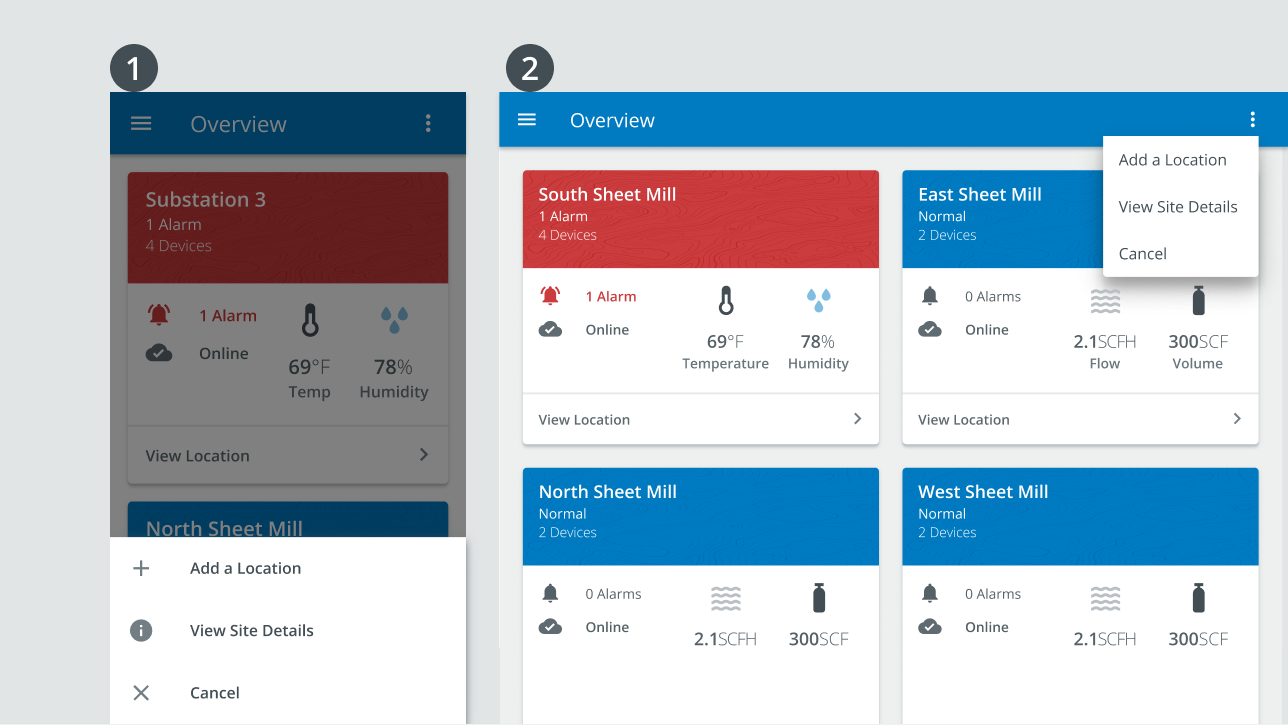 1
Overview
Substation 3
1 Alarm
4 Devices
1 Alarm
Online
69°F
Temp
78%
Humidity
View Location
North Sheet Mill
Add a Location
View Site Details
Cancel
2
Overview
Add a Location
View Site Details
Cancel
South Sheet Mill
1 Alarm
4 Devices
1 Alarm
Online
69°F
Temperature
78%
Humidity
View Location
East Sheet Mill
Normal
2 Devices
0 Alarms
Online
2.1SCFH
Flow
300SCF
Volume
View Location
North Sheet Mill
Normal
2 Devices
0 Alarms
Online
2.1SCFH
300SCF
West Sheet Mill
Normal
2 Devices
0 Alarms
Online
2.1SCFH
300SCF